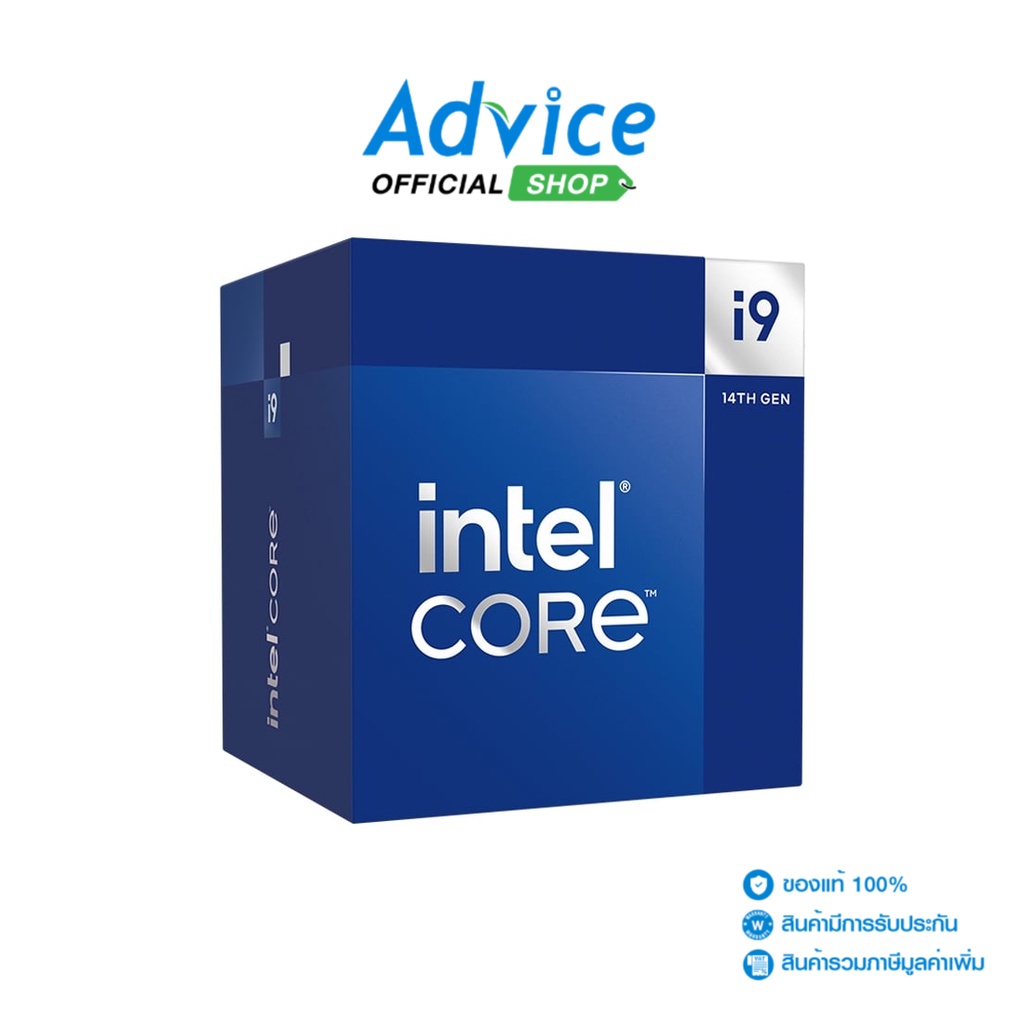 Advice
OFFICIAL SHOP
i9
14TH GEN
intel®
CORE™
i9
intel CORE
ของแท้ 100%
สินค้ามีการรับประกัน
สินค้ารวมภาษีมูลค่าเพิ่ม